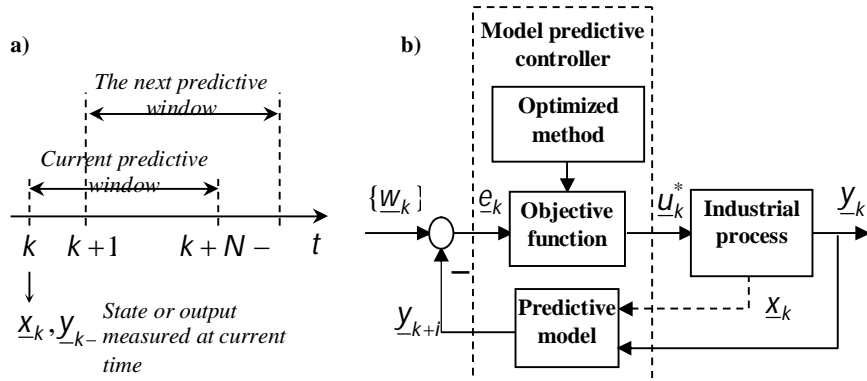 a)
The next predictive
window
Current predictive
window
k
k + 1
k + N −
t
x_k , y_k−
State or output
measured at current
time
b)
Model predictive
controller
Optimized
method
{w_k}
e_k
Objective
function
u*_k
Industrial
process
y_k
−
y_k+i
Predictive
model
x_k